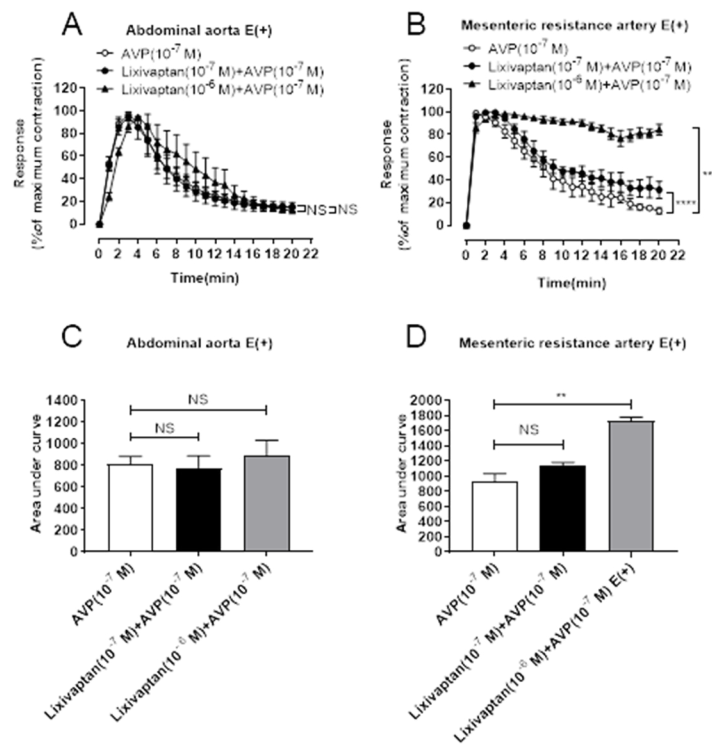 A
Abdominal aorta E(+)
AVP(10⁻⁷ M)
Lixivaptan(10⁻⁷ M)+AVP(10⁻⁷ M)
Lixivaptan(10⁻⁶ M)+AVP(10⁻⁷ M)
Response
(%of maximum contraction)
120
100
80
60
40
20
0
NS
NS
0 2 4 6 8 10 12 14 16 18 20 22
Time(min)
B
Mesenteric resistance artery E(+)
AVP(10⁻⁷ M)
Lixivaptan(10⁻⁷ M)+AVP(10⁻⁷ M)
Lixivaptan(10⁻⁶ M)+AVP(10⁻⁷ M)
Response
(%of maximum contraction)
120
100
80
60
40
20
0
****
**
0 2 4 6 8 10 12 14 16 18 20 22
Time(min)
C
Abdominal aorta E(+)
Area under curve
1400
1200
1000
800
600
400
200
0
NS
NS
AVP(10⁻⁷ M)
Lixivaptan(10⁻⁷ M)+AVP(10⁻⁷ M)
Lixivaptan(10⁻⁶ M)+AVP(10⁻⁷ M)
D
Mesenteric resistance artery E(+)
Area under curve
2000
1800
1600
1400
1200
1000
800
600
400
200
0
**
NS
AVP(10⁻⁷ M)
Lixivaptan(10⁻⁷ M)+AVP(10⁻⁷ M)
Lixivaptan(10⁻⁶ M)+AVP(10⁻⁷ M) E(+)